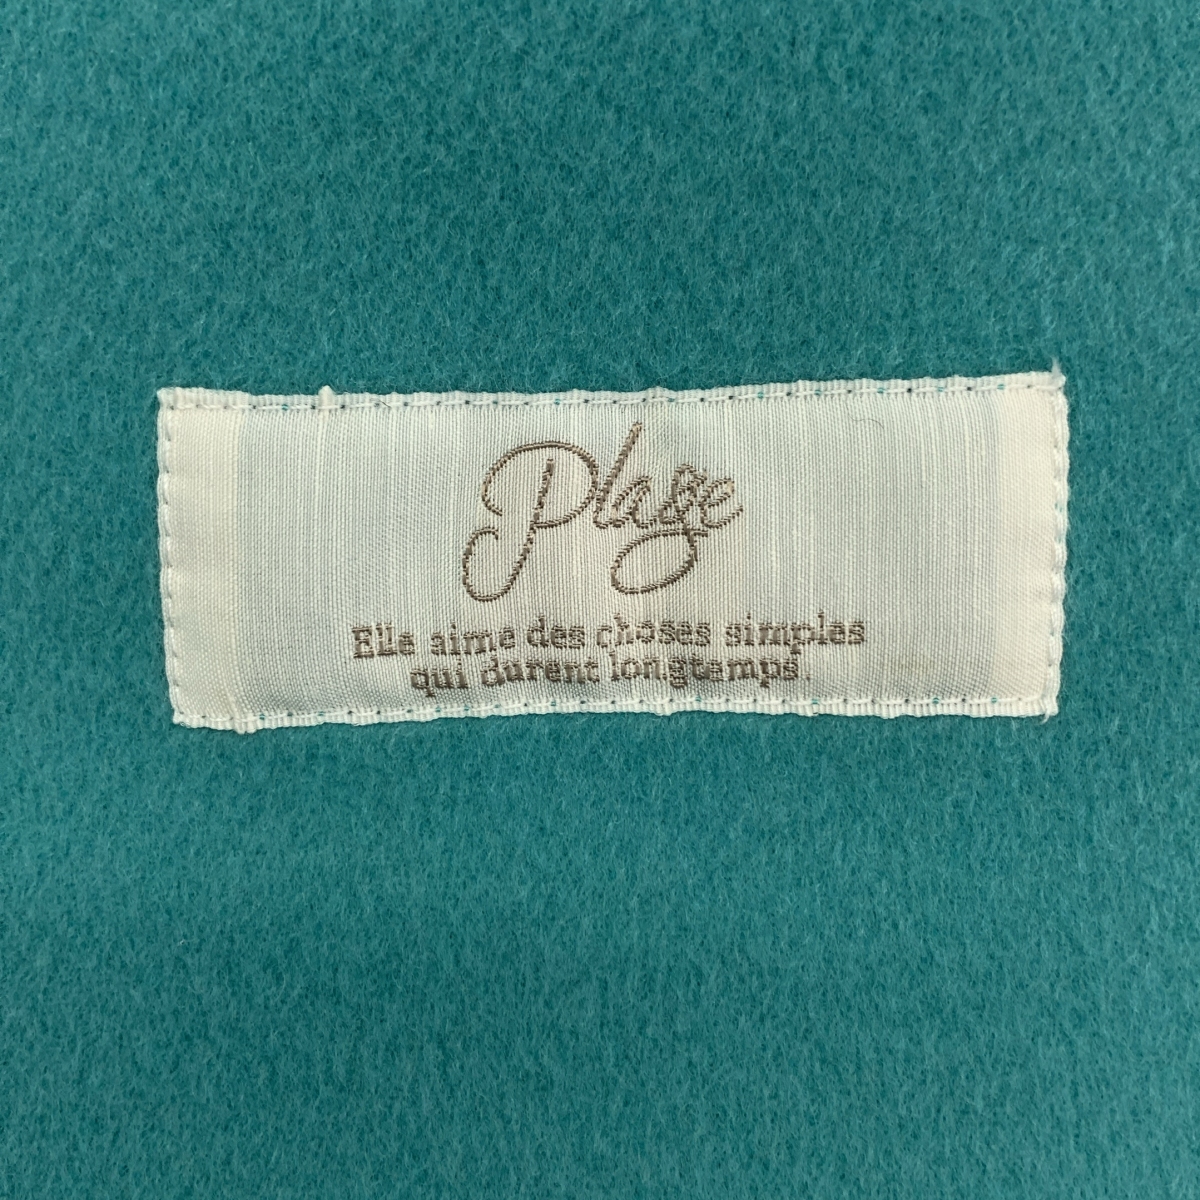 Plage
Elle aime des choses simples
qui durent longtemps.